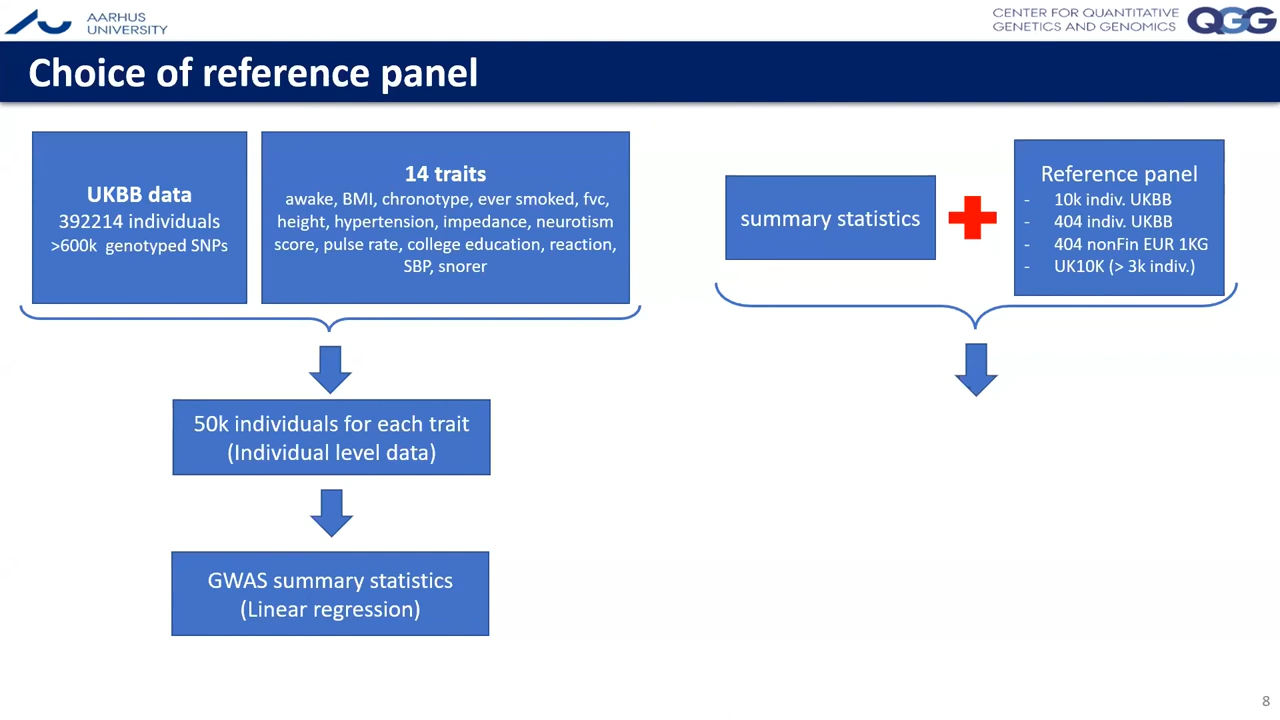 AARHUS
UNIVERSITY
CENTER FOR QUANTITATIVE
GENETICS AND GENOMICS
QGG
Choice of reference panel
UKBB data
392214 individuals
>600k genotyped SNPs
14 traits
awake, BMI, chronotype, ever smoked, fvc,
height, hypertension, impedance, neurotism
score, pulse rate, college education, reaction,
SBP, snorer
50k individuals for each trait
(Individual level data)
GWAS summary statistics
(Linear regression)
summary statistics
Reference panel
- 10k indiv. UKBB
- 404 indiv. UKBB
- 404 nonFin EUR 1KG
- UK10K (> 3k indiv.)
8